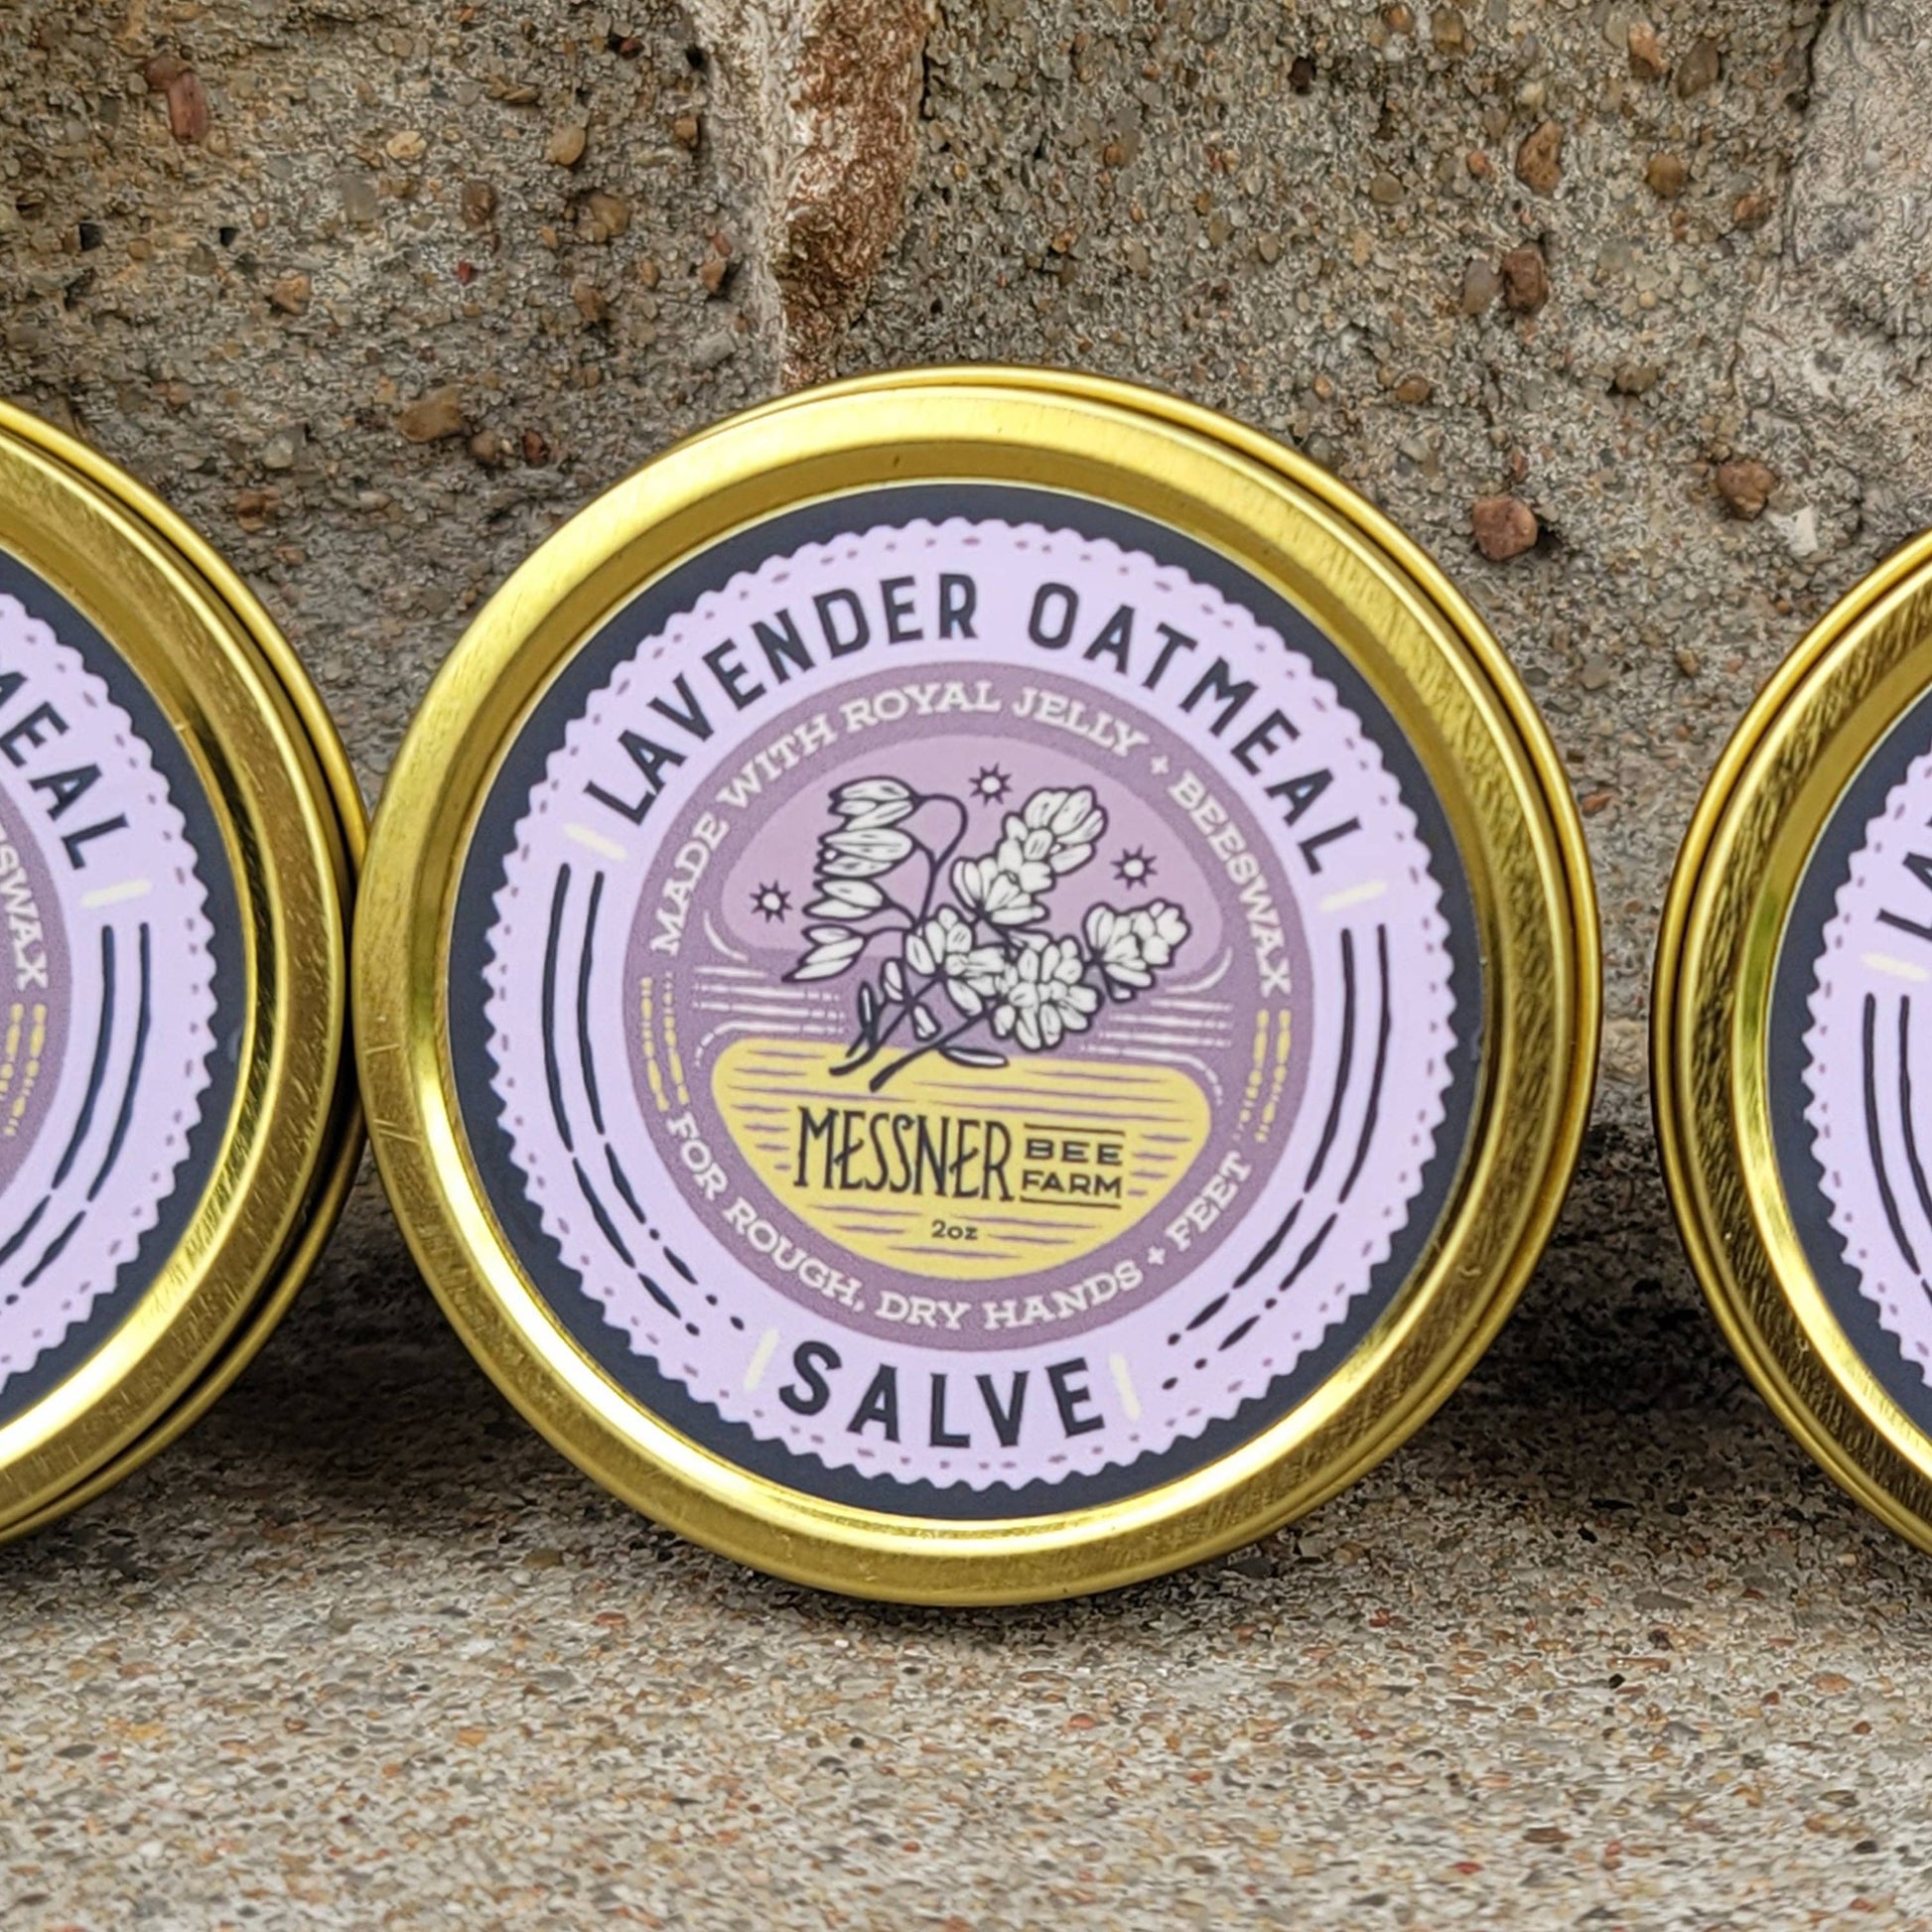 LAVENDER OATMEAL
MADE WITH ROYAL JELLY + BEESWAX
MESSNER BEE FARM
2oz
FOR ROUGH, DRY HANDS + FEET
SALVE